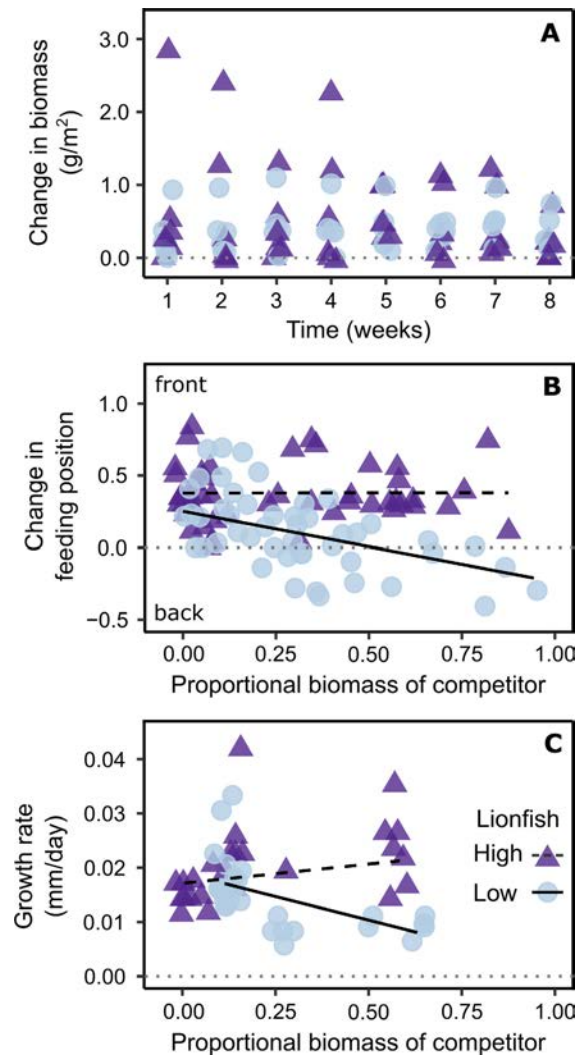 A
Change in biomass
(g/m²)
3.0
2.0
1.0
0.0
1 2 3 4 5 6 7 8
Time (weeks)
B
front
Change in
feeding position
1.0
0.5
0.0
−0.5
back
0.00 0.25 0.50 0.75 1.00
Proportional biomass of competitor
C
Growth rate
(mm/day)
0.04
0.03
0.02
0.01
0.00
Lionfish
High
Low
0.00 0.25 0.50 0.75 1.00
Proportional biomass of competitor